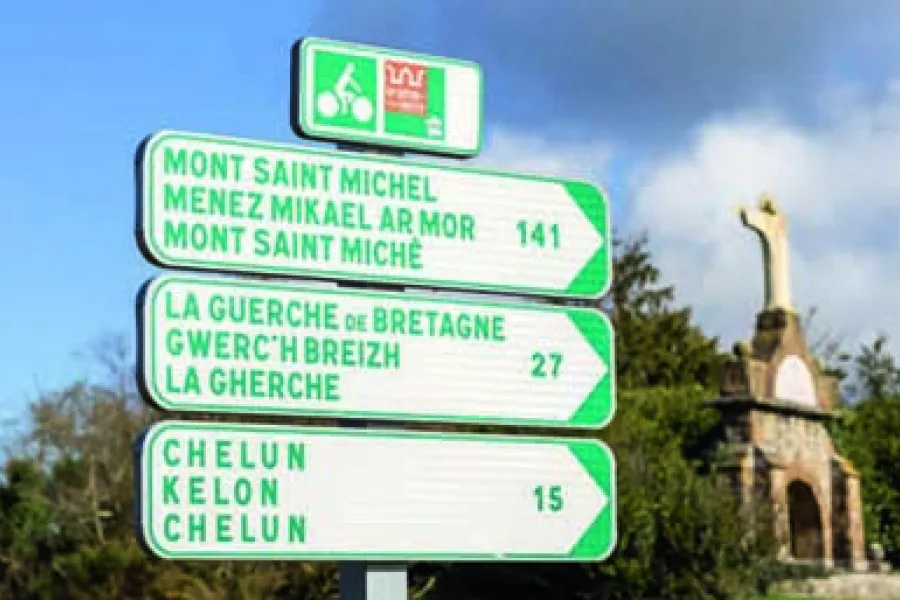 MONT SAINT MICHEL
MENEZ MIKAEL AR MOR
MONT SAINT MICHÉ
141
LA GUERCHE DE BRETAGNE
GWERC'H BREIZH
LA GHERCHE
27
CHELUN
KELON
CHELUN
15